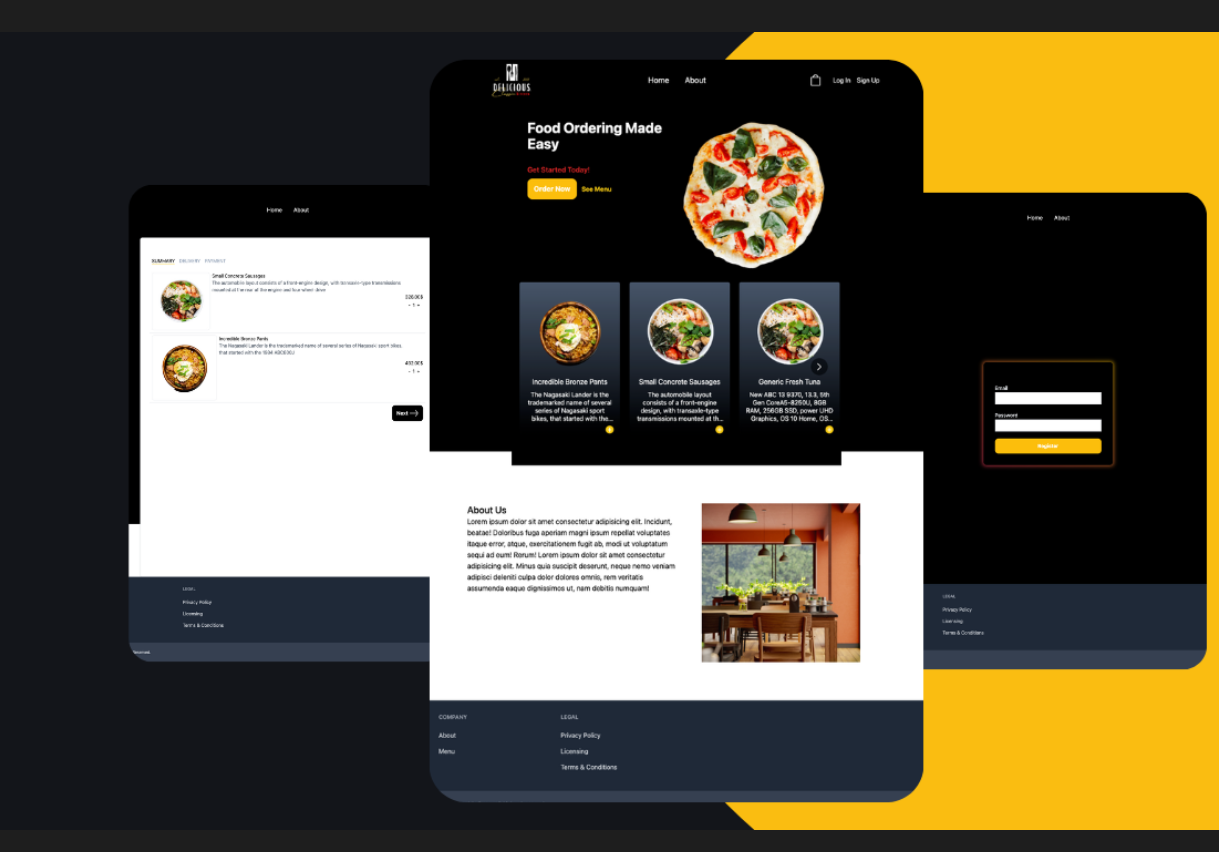 DELICIOUS
Home About
Log In Sign Up
Food Ordering Made
Easy
Get Started Today!
Order Now See Menu
Incredible Bronze Pants
The Nagasaki Lander is the
trademarked name of several
series of Nagasaki sport
bikes, that started with the...
Small Concrete Sausages
The automobile layout
consists of a front-engine
design, with transaxle-type
transmissions mounted at th...
Generic Fresh Tuna
New ABC 13 9370, 13.3, 5th
Gen CoreA5-8250U, 8GB
RAM, 256GB SSD, power UHD
Graphics, OS 10 Home, OS...
About Us
Lorem ipsum dolor sit amet consectetur adipisicing elit. Incidunt,
beatae! Doloribus fuga aperiam magni ipsum repellat voluptates
itaque error, atque, exercitationem fugit ab, modi ut voluptatum
sequi ad eum! Rerum! Lorem ipsum dolor sit amet consectetur
adipisicing elit. Minus quia suscipit deserunt, neque nemo veniam
adipisci deleniti culpa dolor dolores omnis, rem veritatis
assumenda eaque dignissimos ut, nam dobitis numquam!
COMPANY
About
Menu
LEGAL
Privacy Policy
Licensing
Terms & Conditions
Home About
SUMMARY DELIVERY PAYMENT
Small Concrete Sausages
The automobile layout consists of a front-engine design, with transaxle-type transmissions
mounted at the rear of the engine and four wheel drive
- 1 +
Incredible Bronze Pants
The Nagasaki Lander is the trademarked name of several series of Nagasaki sport bikes,
that started with the 1984 ABC800J
- 1 +
Next
LEGAL
Privacy Policy
Licensing
Terms & Conditions
Home About
Email
Password
Register
LEGAL
Privacy Policy
Licensing
Terms & Conditions